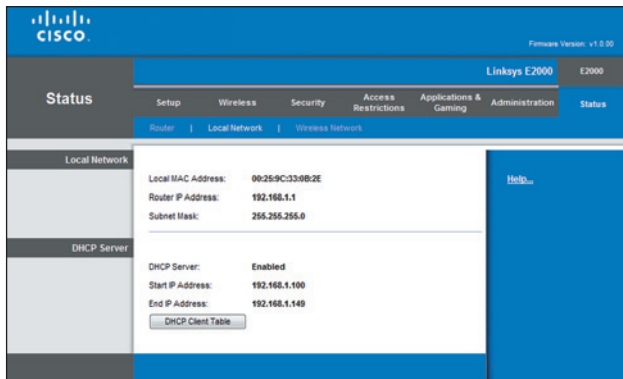 CISCO.
Firmware Version: v1.0.00
Linksys E2000 E2000
Status
Setup Wireless Security Access Restrictions Applications & Gaming Administration Status
Router | Local Network | Wireless Network
Local Network
Local MAC Address: 00:25:9C:33:0B:2E
Router IP Address: 192.168.1.1
Subnet Mask: 255.255.255.0
Help...
DHCP Server
DHCP Server: Enabled
Start IP Address: 192.168.1.100
End IP Address: 192.168.1.149
DHCP Client Table